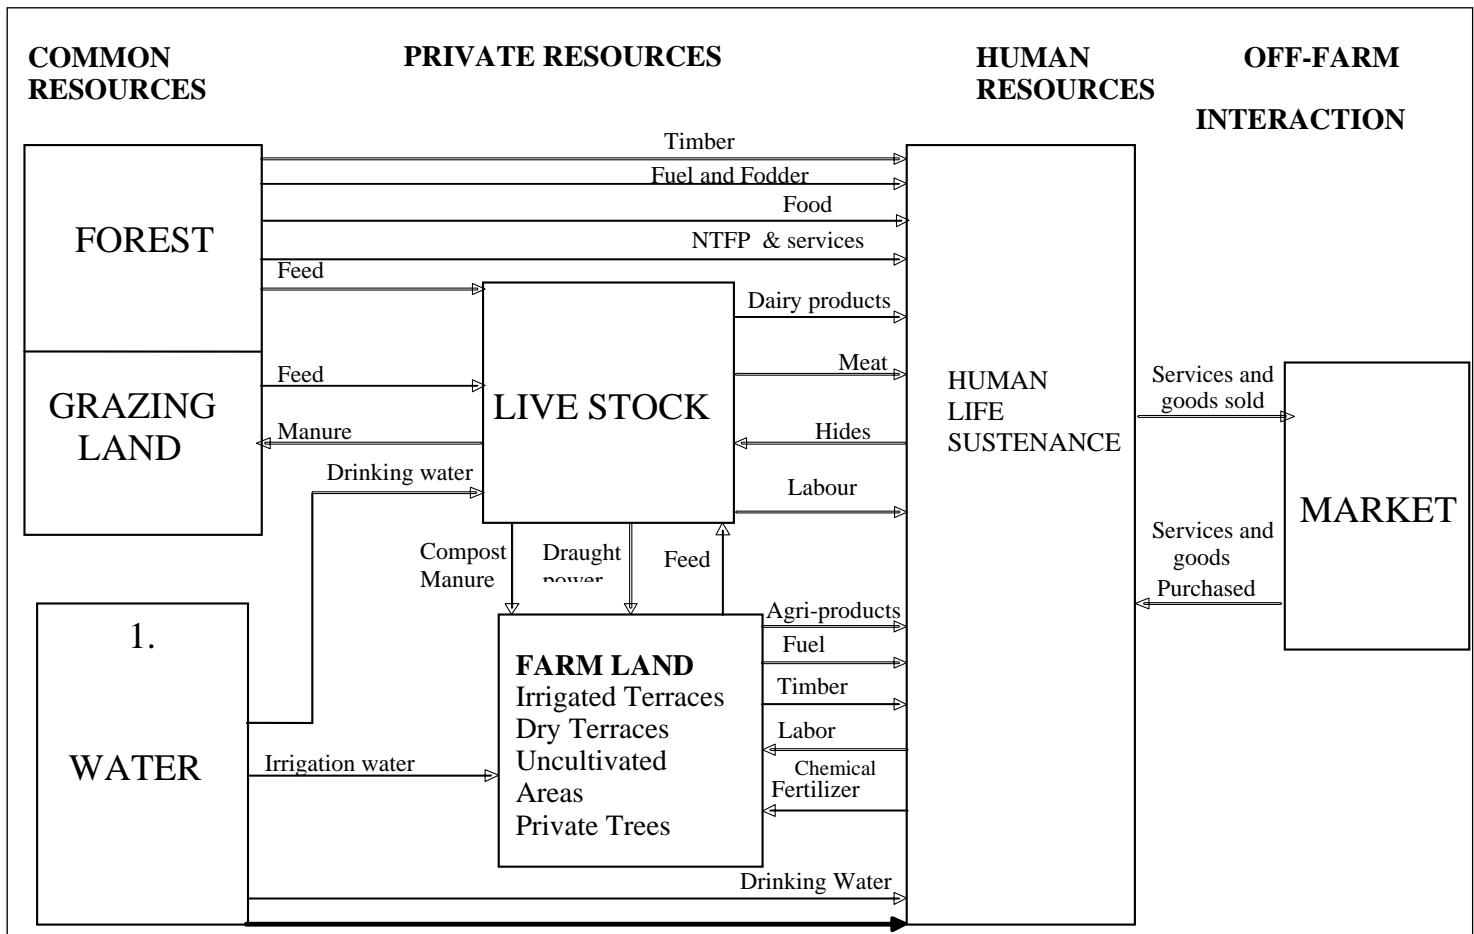 COMMON
RESOURCES
PRIVATE RESOURCES
HUMAN
RESOURCES
OFF-FARM
INTERACTION
FOREST
Timber
Fuel and Fodder
Food
NTFP & services
Feed
GRAZING
LAND
Feed
Manure
Drinking water
LIVE STOCK
Dairy products
Meat
Hides
Labour
HUMAN
LIFE
SUSTENANCE
Services and
goods sold
MARKET
Services and
goods
Purchased
Compost
Manure
Draught
power
Feed
1.
WATER
Irrigation water
FARM LAND
Irrigated Terraces
Dry Terraces
Uncultivated
Areas
Private Trees
Agri-products
Fuel
Timber
Labor
Chemical
Fertilizer
Drinking Water